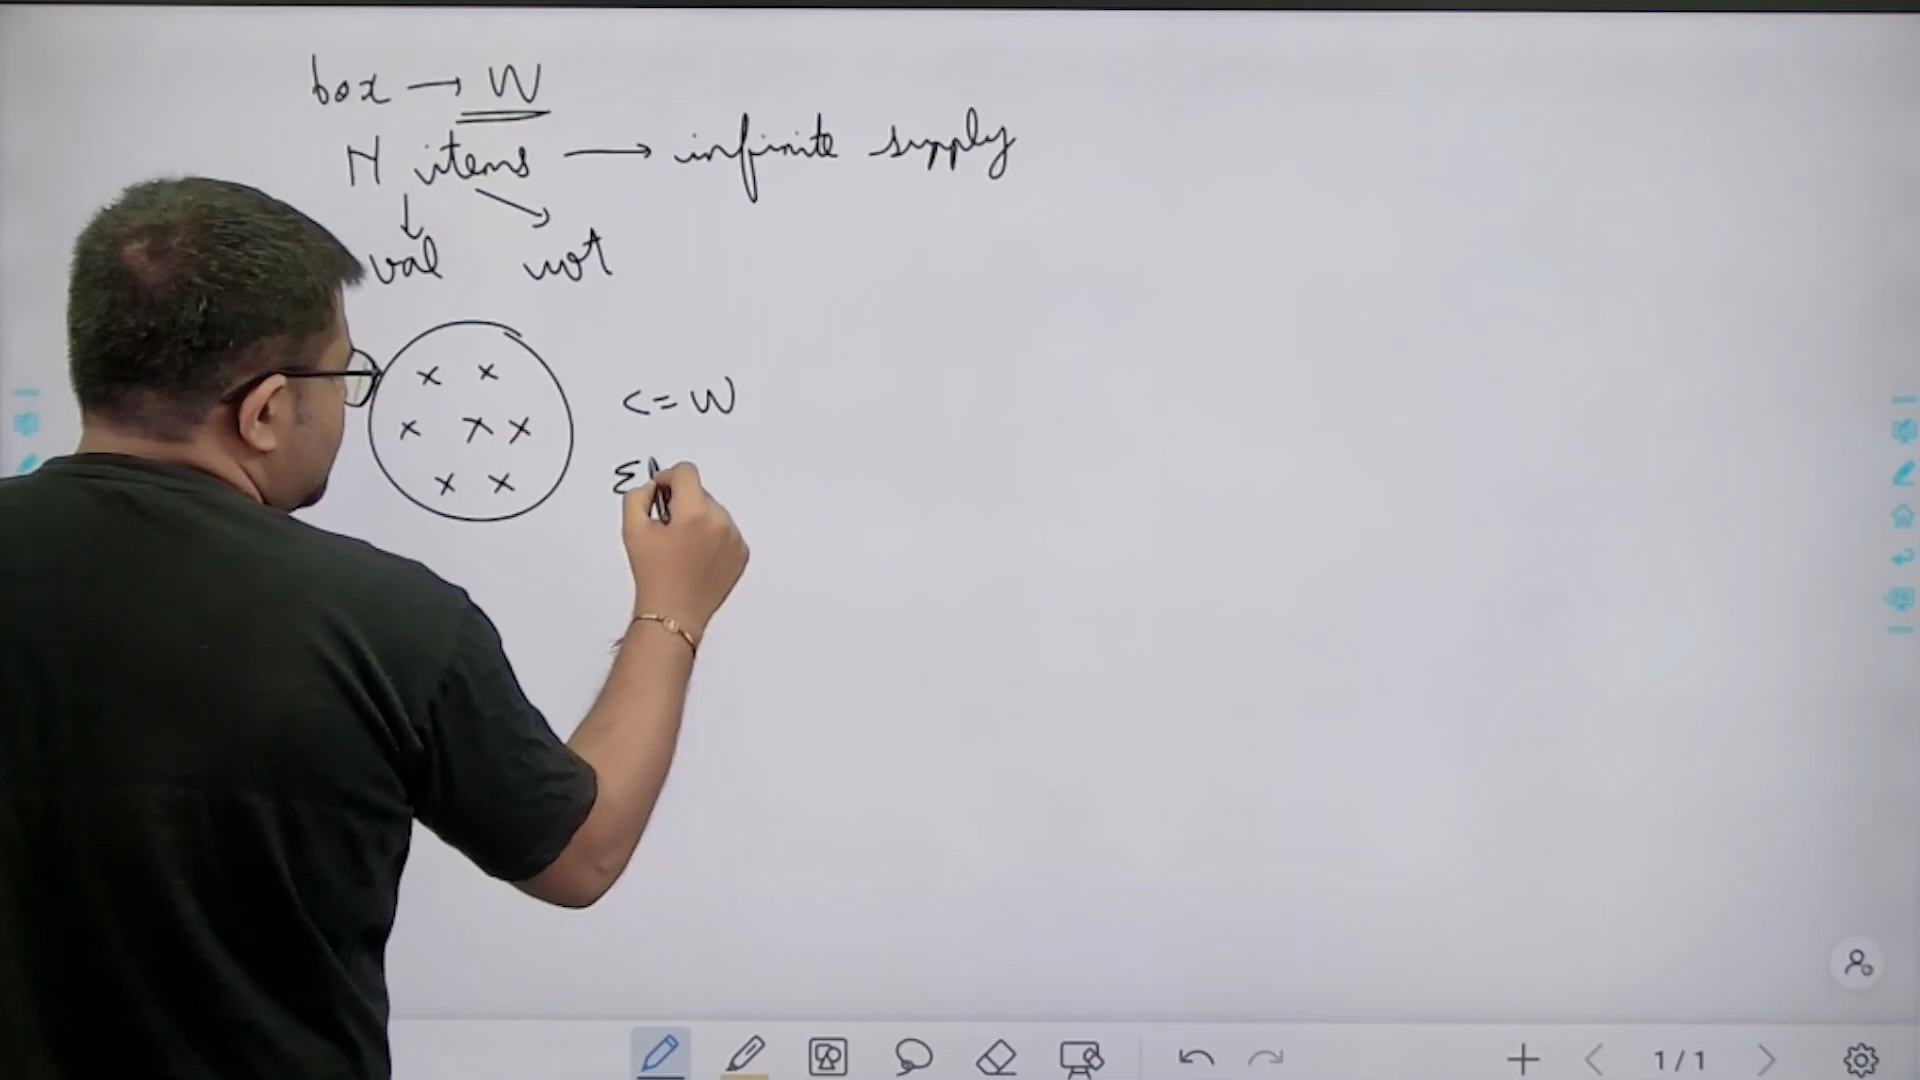 box → W
N items → infinite supply
val wt
x x
x x x
x x
<= W
Σ
1/1